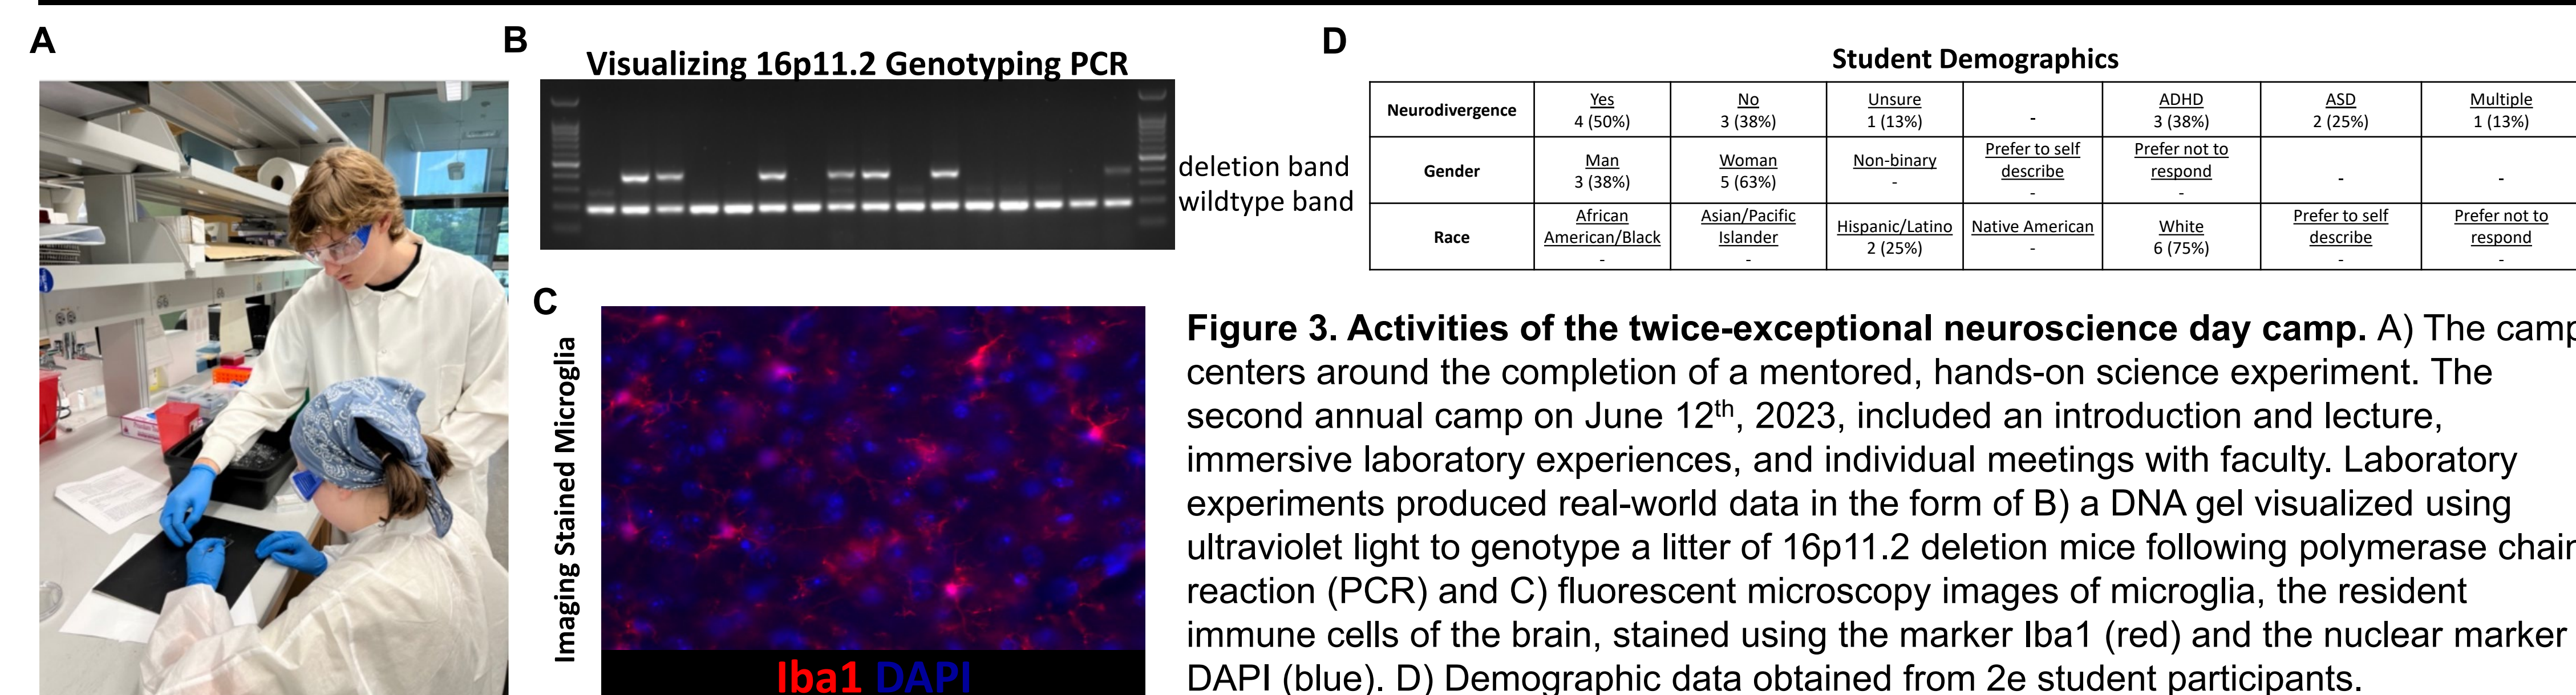 A
B
Visualizing 16p11.2 Genotyping PCR
deletion band
wildtype band
C
Imaging Stained Microglia
Iba1 DAPI
D
Student Demographics
Neurodivergence Yes 4 (50%) No 3 (38%) Unsure 1 (13%) - ADHD 3 (38%) ASD 2 (25%) Multiple 1 (13%)
Gender Man 3 (38%) Woman 5 (63%) Non-binary - Prefer to self describe - Prefer not to respond - - -
Race African American/Black - Asian/Pacific Islander - Hispanic/Latino 2 (25%) Native American - White 6 (75%) Prefer to self describe - Prefer not to respond -
Figure 3. Activities of the twice-exceptional neuroscience day camp. A) The camp
centers around the completion of a mentored, hands-on science experiment. The
second annual camp on June 12th, 2023, included an introduction and lecture,
immersive laboratory experiences, and individual meetings with faculty. Laboratory
experiments produced real-world data in the form of B) a DNA gel visualized using
ultraviolet light to genotype a litter of 16p11.2 deletion mice following polymerase chain
reaction (PCR) and C) fluorescent microscopy images of microglia, the resident
immune cells of the brain, stained using the marker Iba1 (red) and the nuclear marker
DAPI (blue). D) Demographic data obtained from 2e student participants.